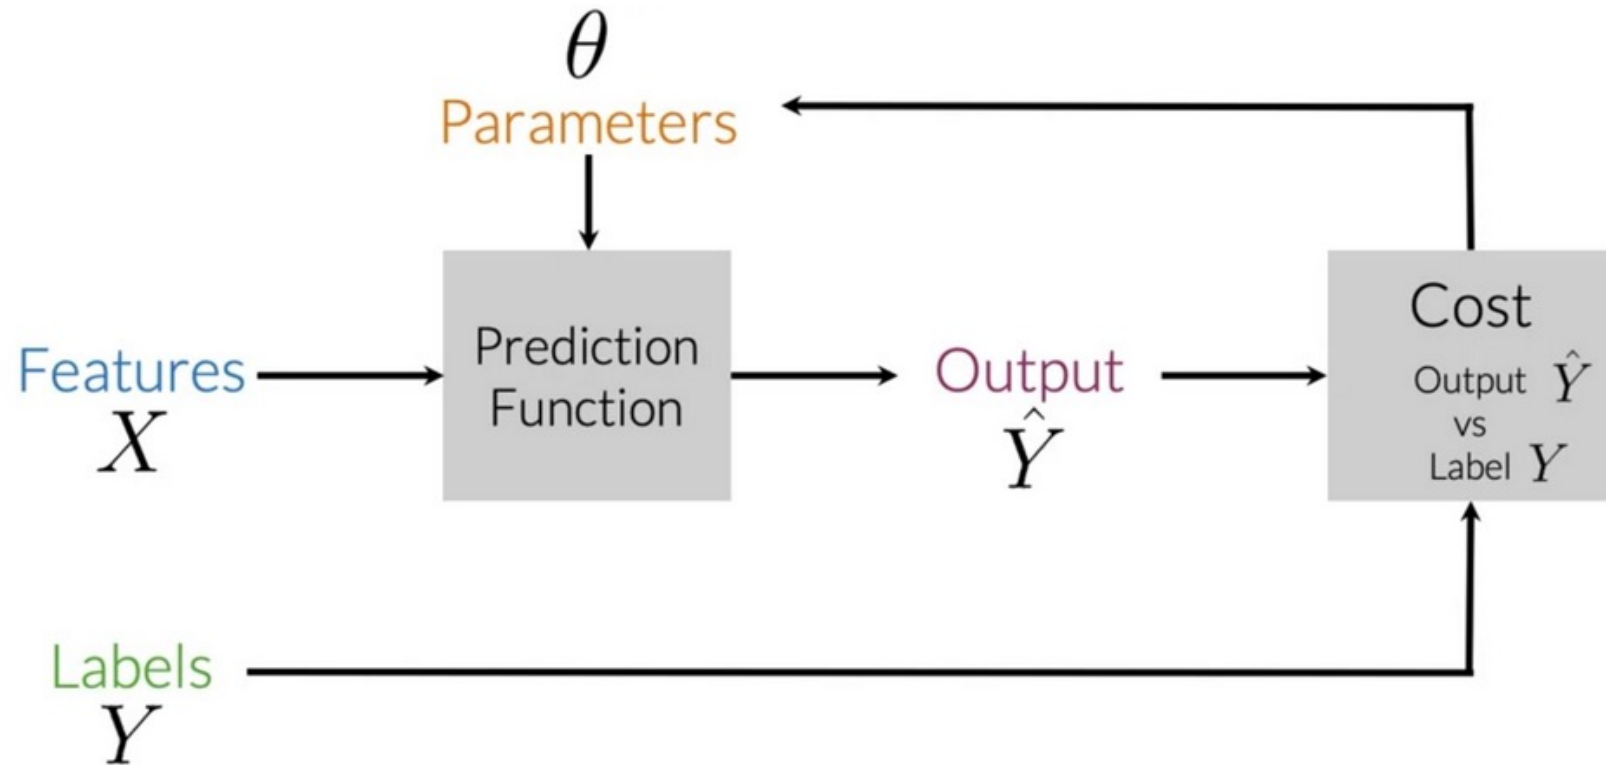 θ
Parameters
Features
X
Prediction
Function
Output
Ŷ
Cost
Output Ŷ
vs
Label Y
Labels
Y